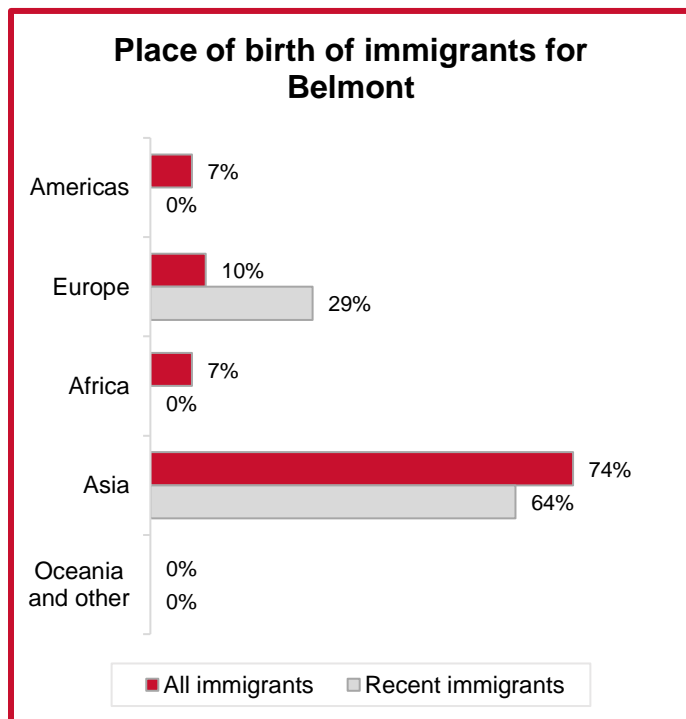 Place of birth of immigrants for
Belmont
Americas
7%
0%
Europe
10%
29%
Africa
7%
0%
Asia
74%
64%
Oceania
and other
0%
0%
All immigrants
Recent immigrants